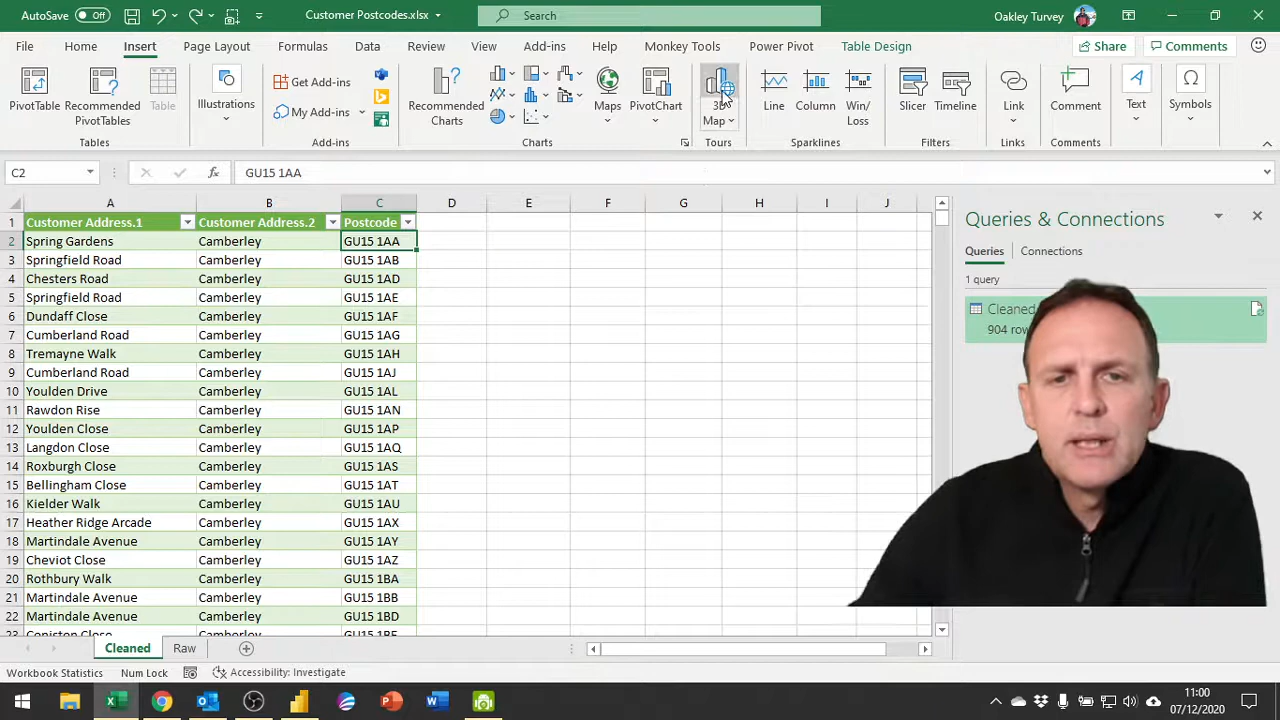 AutoSave Off
Customer Postcodes.xlsx
Search
Oakley Turvey
File Home Insert Page Layout Formulas Data Review View Add-ins Help Monkey Tools Power Pivot Table Design
Share
Comments
PivotTable
Recommended PivotTables
Table
Illustrations
Get Add-ins
My Add-ins
Recommended Charts
Maps
PivotChart
3D Map
Line
Column
Win/ Loss
Slicer
Timeline
Link
Comment
Text
Symbols
Tables
Add-ins
Charts
Tours
Sparklines
Filters
Links
Comments
C2
fx
GU15 1AA
A B C D E F G H I J
1 Customer Address.1 Customer Address.2 Postcode
2 Spring Gardens Camberley GU15 1AA
3 Springfield Road Camberley GU15 1AB
4 Chesters Road Camberley GU15 1AD
5 Springfield Road Camberley GU15 1AE
6 Dundaff Close Camberley GU15 1AF
7 Cumberland Road Camberley GU15 1AG
8 Tremayne Walk Camberley GU15 1AH
9 Cumberland Road Camberley GU15 1AJ
10 Youlden Drive Camberley GU15 1AL
11 Rawdon Rise Camberley GU15 1AN
12 Youlden Close Camberley GU15 1AP
13 Langdon Close Camberley GU15 1AQ
14 Roxburgh Close Camberley GU15 1AS
15 Bellingham Close Camberley GU15 1AT
16 Kielder Walk Camberley GU15 1AU
17 Heather Ridge Arcade Camberley GU15 1AX
18 Martindale Avenue Camberley GU15 1AY
19 Cheviot Close Camberley GU15 1AZ
20 Rothbury Walk Camberley GU15 1BA
21 Martindale Avenue Camberley GU15 1BB
22 Martindale Avenue Camberley GU15 1BD
23 Coniston Close Camberley GU15 1BE
Queries & Connections
Queries Connections
1 query
Cleaned
904 row
Cleaned Raw
Workbook Statistics Num Lock Accessibility: Investigate
11:00
07/12/2020